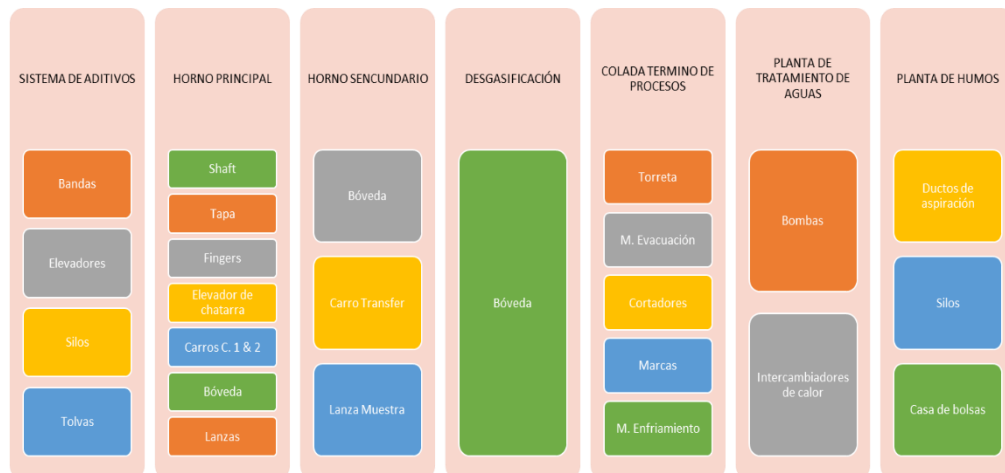 SISTEMA DE ADITIVOS
Bandas
Elevadores
Silos
Tolvas
HORNO PRINCIPAL
Shaft
Tapa
Fingers
Elevador de
chatarra
Carros C. 1 & 2
Bóveda
Lanzas
HORNO SENCUNDARIO
Bóveda
Carro Transfer
Lanza Muestra
DESGASIFICACIÓN
Bóveda
COLADA TERMINO DE
PROCESOS
Torreta
M. Evacuación
Cortadores
Marcas
M. Enfriamiento
PLANTA DE
TRATAMIENTO DE
AGUAS
Bombas
Intercambiadores
de calor
PLANTA DE HUMOS
Ductos de
aspiración
Silos
Casa de bolsas